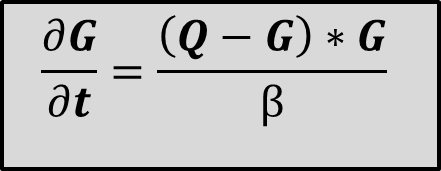 ∂G/∂t = (Q − G) * G / β